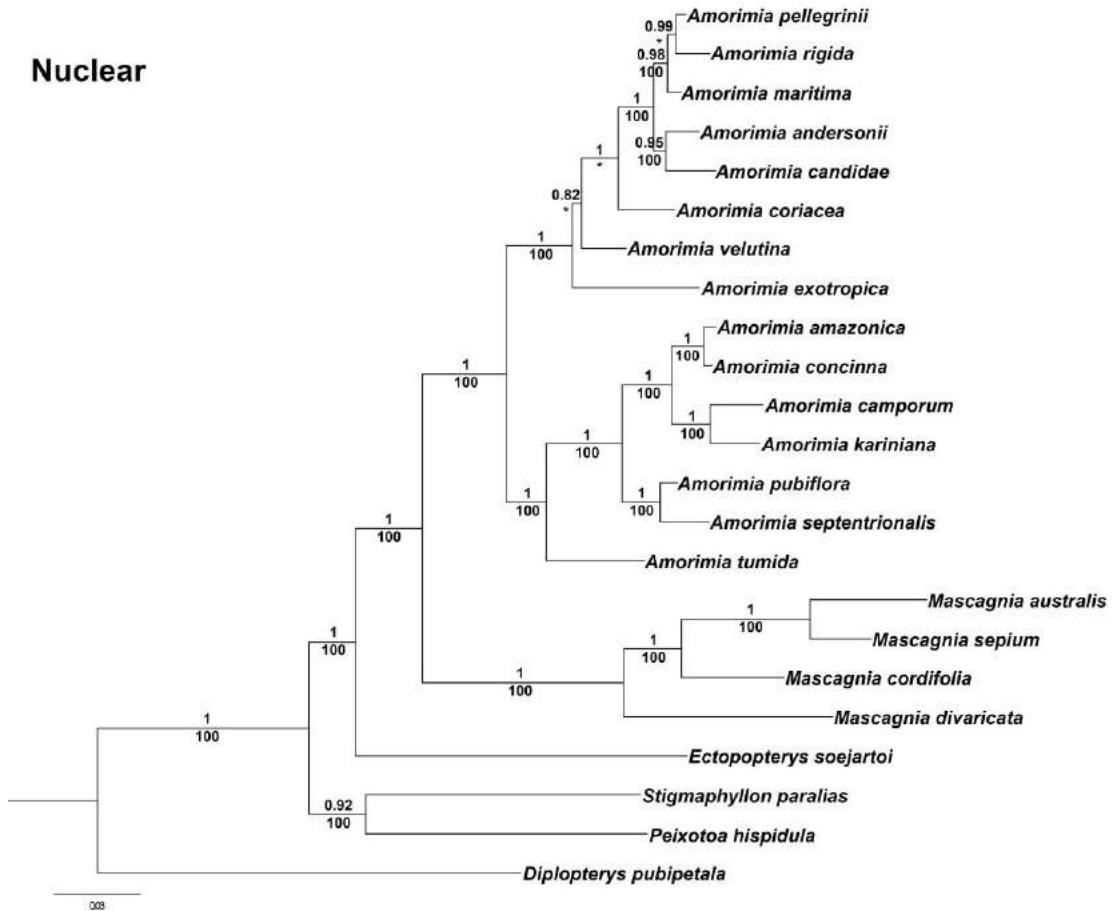 Nuclear
0.99
*
Amorimia pellegrinii
Amorimia rigida
0.98
100
Amorimia maritima
1
100
Amorimia andersonii
0.95
100
Amorimia candidae
1
*
Amorimia coriacea
0.82
*
Amorimia velutina
1
100
Amorimia exotropica
Amorimia amazonica
1
100
Amorimia concinna
1
100
1
100
Amorimia camporum
1
100
Amorimia kariniana
1
100
Amorimia pubiflora
1
100
1
100
Amorimia septentrionalis
1
100
Amorimia tumida
Mascagnia australis
1
100
Mascagnia sepium
1
100
1
100
Mascagnia cordifolia
1
100
Mascagnia divaricata
1
100
Ectopopterys soejartoi
Stigmaphyllon paralias
0.92
100
Peixotoa hispidula
Diplopterys pubipetala
0.03